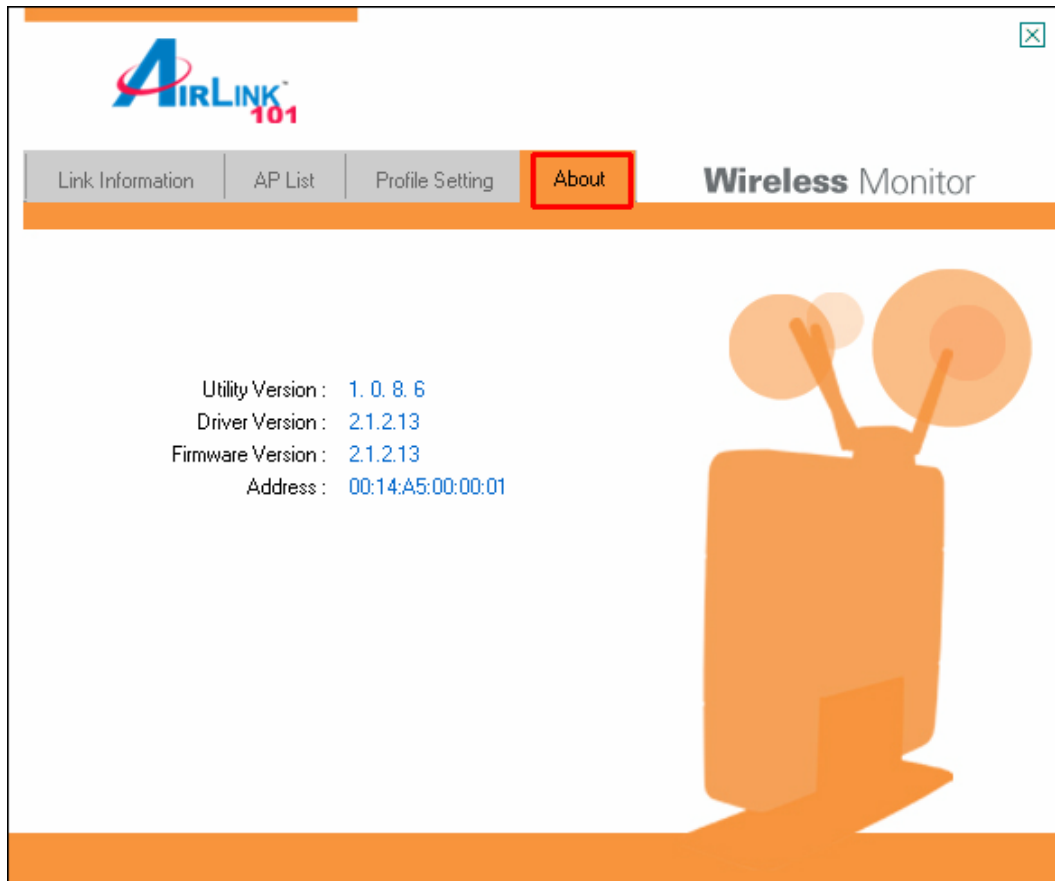 AIRLINK™
101
Link Information AP List Profile Setting About Wireless Monitor
Utility Version : 1. 0. 8. 6
Driver Version : 2.1.2.13
Firmware Version : 2.1.2.13
Address : 00:14:A5:00:00:01